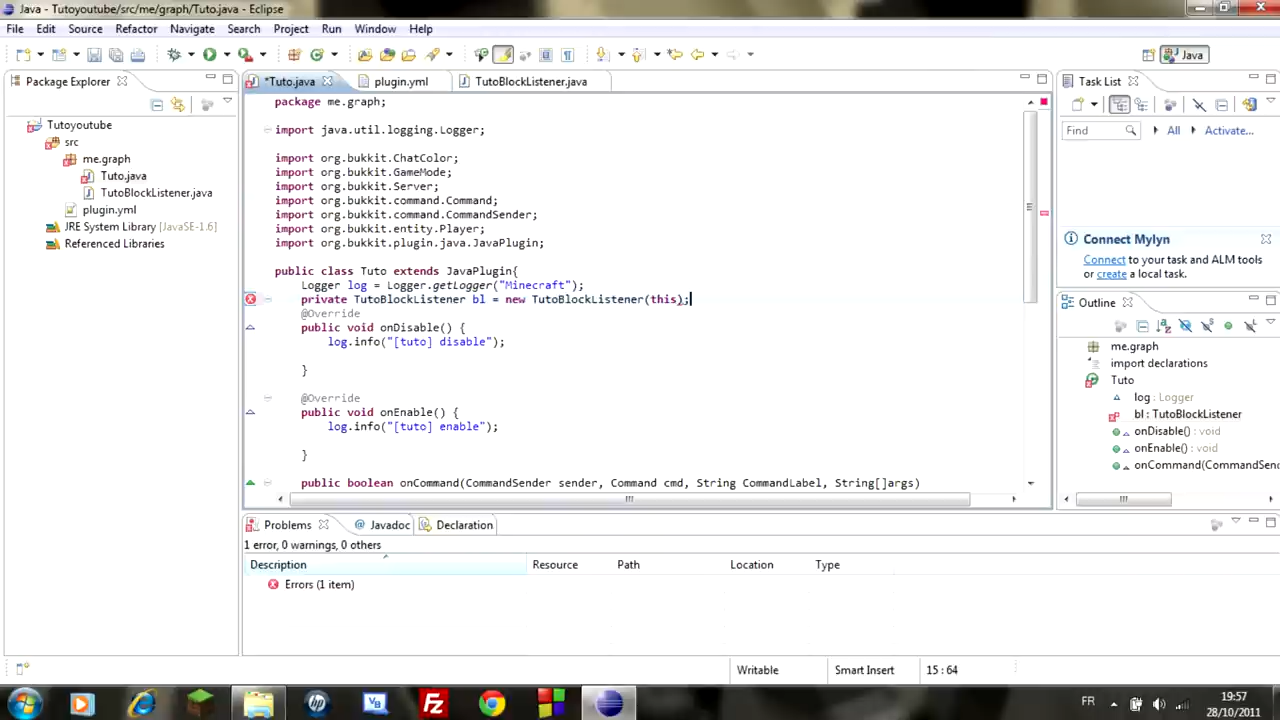 Java - Tutoyoutube/src/me/graph/Tuto.java - Eclipse
File Edit Source Refactor Navigate Search Project Run Window Help
Java
Package Explorer
Tutoyoutube
src
me.graph
Tuto.java
TutoBlockListener.java
plugin.yml
JRE System Library [JavaSE-1.6]
Referenced Libraries
*Tuto.java plugin.yml TutoBlockListener.java
package me.graph;
import java.util.logging.Logger;
import org.bukkit.ChatColor;
import org.bukkit.GameMode;
import org.bukkit.Server;
import org.bukkit.command.Command;
import org.bukkit.command.CommandSender;
import org.bukkit.entity.Player;
import org.bukkit.plugin.java.JavaPlugin;
public class Tuto extends JavaPlugin{
Logger log = Logger.getLogger("Minecraft");
private TutoBlockListener bl = new TutoBlockListener(this);
@Override
public void onDisable() {
log.info("[tuto] disable");
}
@Override
public void onEnable() {
log.info("[tuto] enable");
}
public boolean onCommand(CommandSender sender, Command cmd, String CommandLabel, String[]args)
Task List
Find All Activate...
Connect Mylyn
Connect to your task and ALM tools
or create a local task.
Outline
me.graph
import declarations
Tuto
log : Logger
bl : TutoBlockListener
onDisable() : void
onEnable() : void
onCommand(CommandSend
Problems @ Javadoc Declaration
1 error, 0 warnings, 0 others
Description Resource Path Location Type
Errors (1 item)
Writable Smart Insert 15 : 64
FR 19:57
28/10/2011